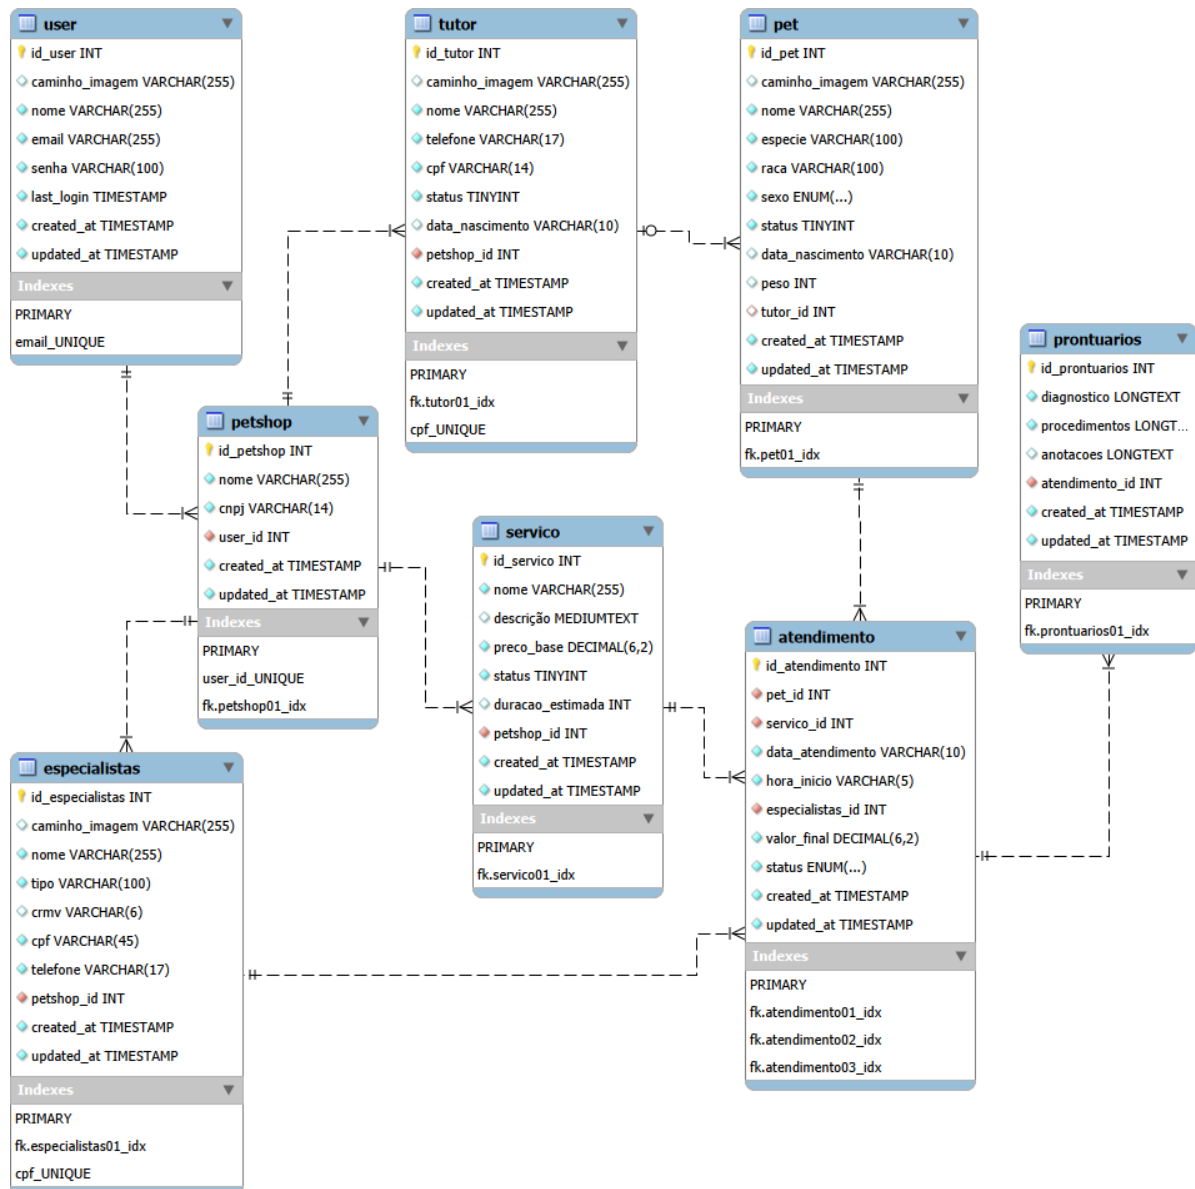 user
id_user INT
caminho_imagem VARCHAR(255)
nome VARCHAR(255)
email VARCHAR(255)
senha VARCHAR(100)
last_login TIMESTAMP
created_at TIMESTAMP
updated_at TIMESTAMP
Indexes
PRIMARY
email_UNIQUE
tutor
id_tutor INT
caminho_imagem VARCHAR(255)
nome VARCHAR(255)
telefone VARCHAR(17)
cpf VARCHAR(14)
status TINYINT
data_nascimento VARCHAR(10)
petshop_id INT
created_at TIMESTAMP
updated_at TIMESTAMP
Indexes
PRIMARY
fk.tutor01_idx
cpf_UNIQUE
pet
id_pet INT
caminho_imagem VARCHAR(255)
nome VARCHAR(255)
especie VARCHAR(100)
raca VARCHAR(100)
sexo ENUM(...)
status TINYINT
data_nascimento VARCHAR(10)
peso INT
tutor_id INT
created_at TIMESTAMP
updated_at TIMESTAMP
Indexes
PRIMARY
fk.pet01_idx
prontuarios
id_prontuarios INT
diagnostico LONGTEXT
procedimentos LONGT...
anotacoes LONGTEXT
atendimento_id INT
created_at TIMESTAMP
updated_at TIMESTAMP
Indexes
PRIMARY
fk.prontuarios01_idx
petshop
id_petshop INT
nome VARCHAR(255)
cnpj VARCHAR(14)
user_id INT
created_at TIMESTAMP
updated_at TIMESTAMP
Indexes
PRIMARY
user_id_UNIQUE
fk.petshop01_idx
servico
id_servico INT
nome VARCHAR(255)
descrição MEDIUMTEXT
preco_base DECIMAL(6,2)
status TINYINT
duracao_estimada INT
petshop_id INT
created_at TIMESTAMP
updated_at TIMESTAMP
Indexes
PRIMARY
fk.servico01_idx
atendimento
id_atendimento INT
pet_id INT
servico_id INT
data_atendimento VARCHAR(10)
hora_inicio VARCHAR(5)
especialistas_id INT
valor_final DECIMAL(6,2)
status ENUM(...)
created_at TIMESTAMP
updated_at TIMESTAMP
Indexes
PRIMARY
fk.atendimento01_idx
fk.atendimento02_idx
fk.atendimento03_idx
especialistas
id_especialistas INT
caminho_imagem VARCHAR(255)
nome VARCHAR(255)
tipo VARCHAR(100)
crmv VARCHAR(6)
cpf VARCHAR(45)
telefone VARCHAR(17)
petshop_id INT
created_at TIMESTAMP
updated_at TIMESTAMP
Indexes
PRIMARY
fk.especialistas01_idx
cpf_UNIQUE